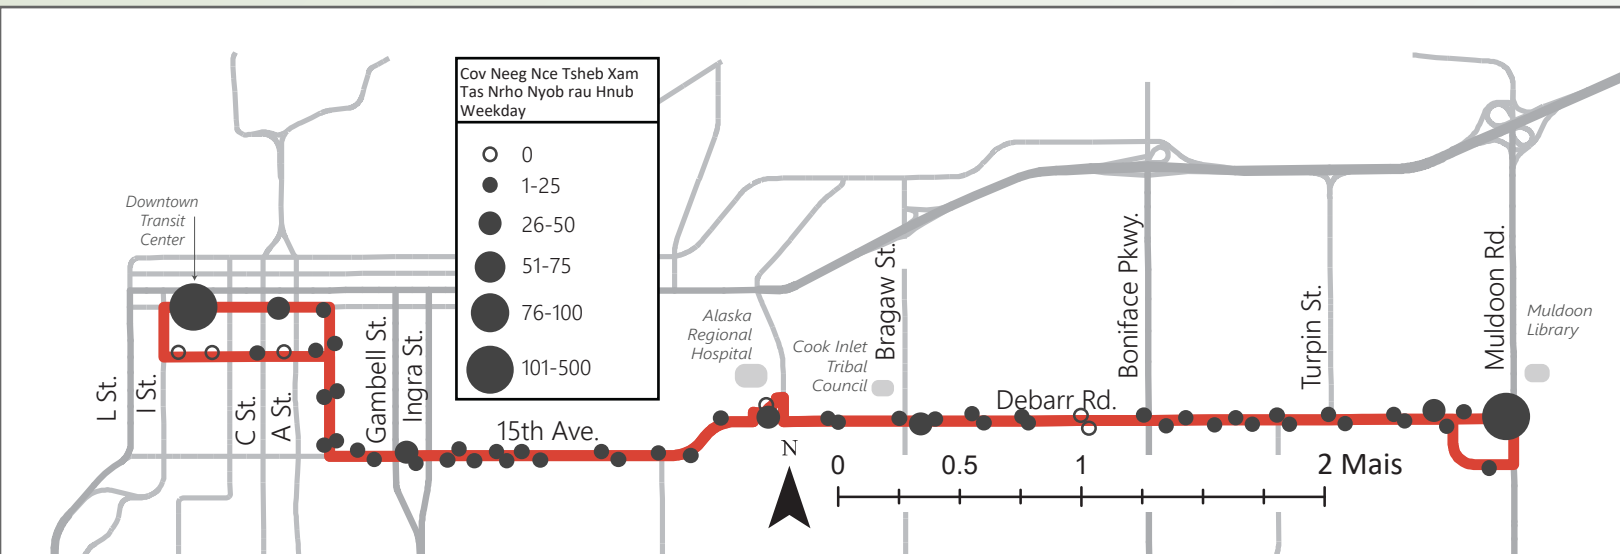 Cov Neeg Nce Tsheb Xam
Tas Nrho Nyob rau Hnub
Weekday
0
1-25
26-50
51-75
76-100
101-500
Downtown
Transit
Center
L St.
I St.
C St.
A St.
Gambell St.
Ingra St.
15th Ave.
Alaska
Regional
Hospital
Cook Inlet
Tribal
Council
Bragaw St.
Debarr Rd.
Boniface Pkwy.
Turpin St.
Muldoon Rd.
Muldoon
Library
N
0
0.5
1
2 Mais